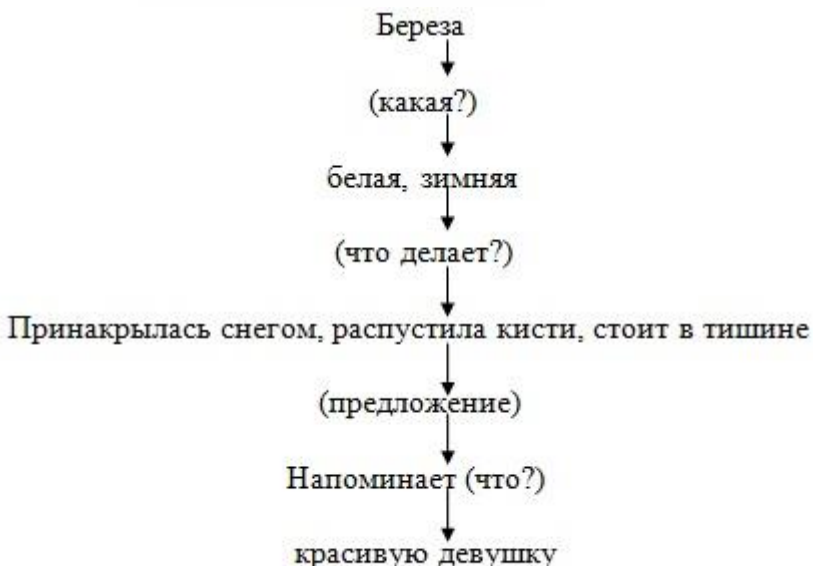 Береза
(какая?)
белая, зимняя
(что делает?)
Принакрылась снегом, распустила кисти, стоит в тишине
(предложение)
Напоминает (что?)
красивую девушку